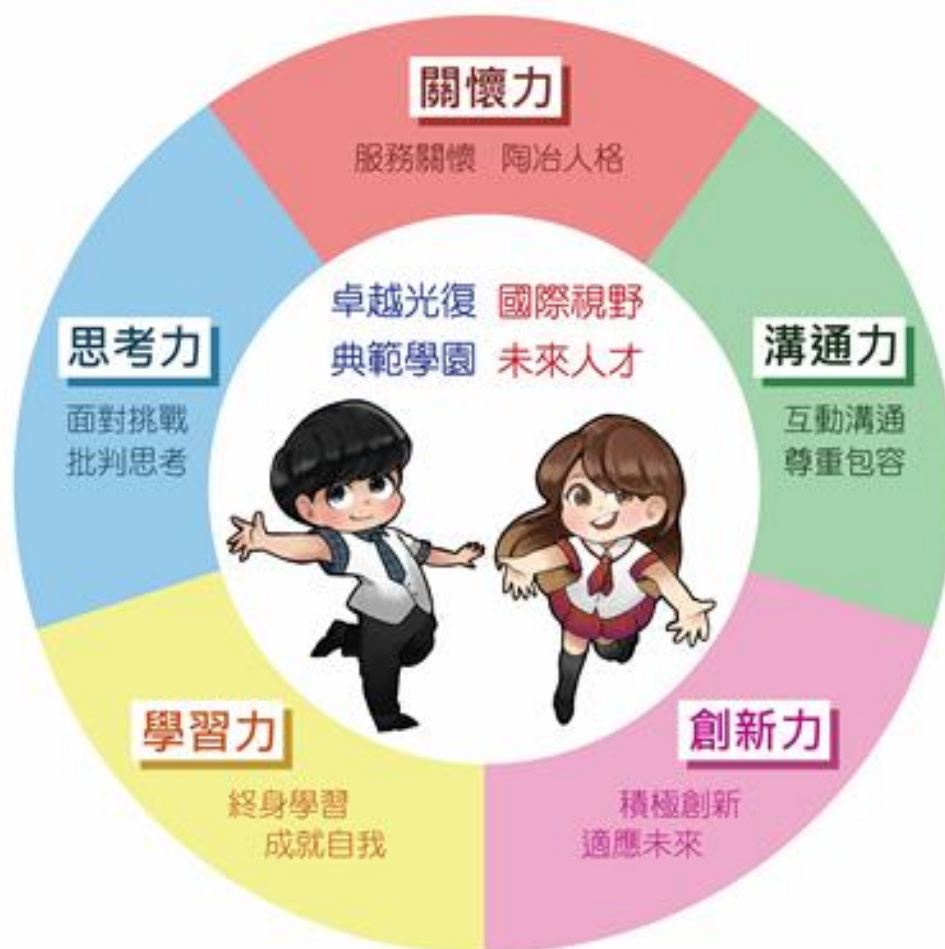 關懷力
服務關懷 陶冶人格
卓越光復 國際視野
典範學園 未來人才
思考力
面對挑戰
批判思考
溝通力
互動溝通
尊重包容
學習力
終身學習
成就自我
創新力
積極創新
適應未來